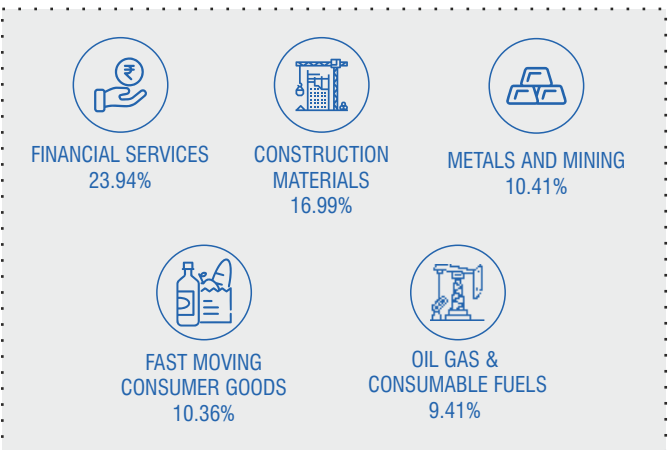 ₹
FINANCIAL SERVICES
23.94%
CONSTRUCTION
MATERIALS
16.99%
METALS AND MINING
10.41%
FAST MOVING
CONSUMER GOODS
10.36%
OIL GAS &
CONSUMABLE FUELS
9.41%